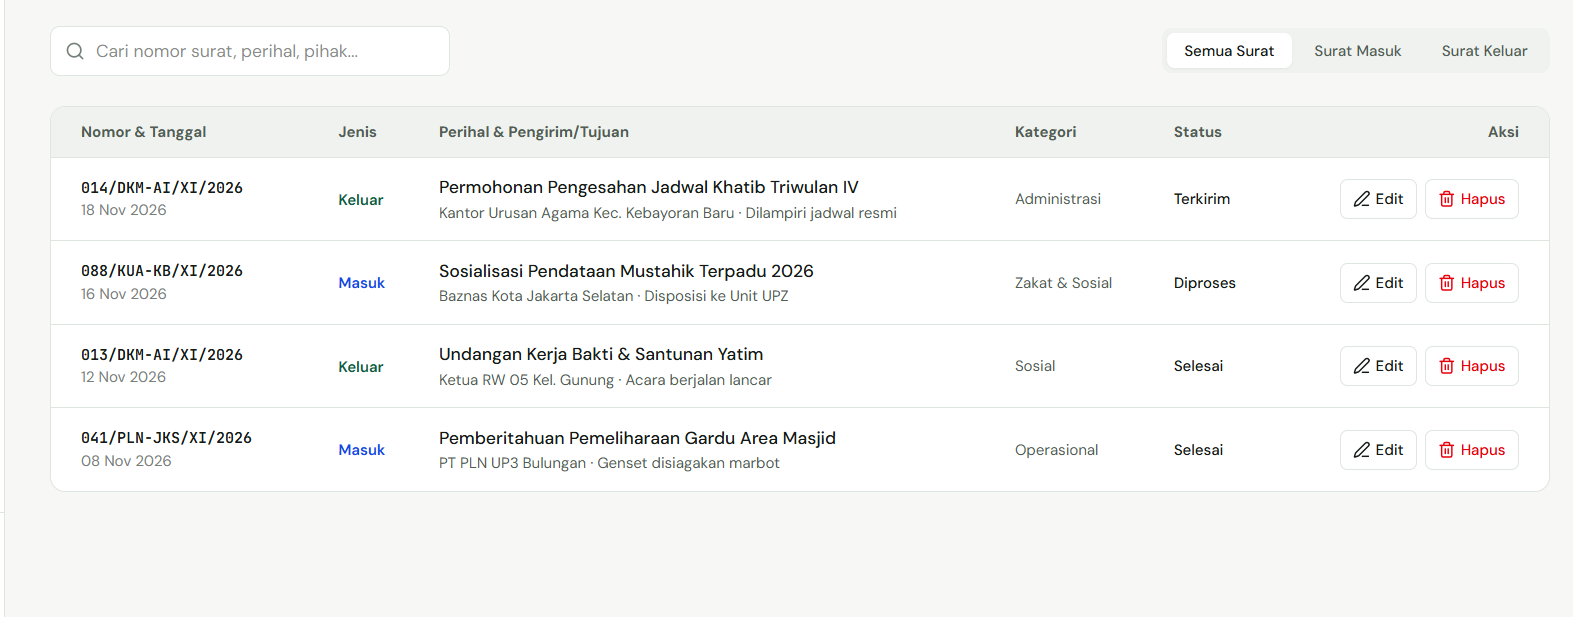 Cari nomor surat, perihal, pihak...
Semua Surat Surat Masuk Surat Keluar
Nomor & Tanggal Jenis Perihal & Pengirim/Tujuan Kategori Status Aksi
014/DKM-AI/XI/2026
18 Nov 2026
Keluar
Permohonan Pengesahan Jadwal Khatib Triwulan IV
Kantor Urusan Agama Kec. Kebayoran Baru · Dilampiri jadwal resmi
Administrasi
Terkirim
Edit Hapus
088/KUA-KB/XI/2026
16 Nov 2026
Masuk
Sosialisasi Pendataan Mustahik Terpadu 2026
Baznas Kota Jakarta Selatan · Disposisi ke Unit UPZ
Zakat & Sosial
Diproses
Edit Hapus
013/DKM-AI/XI/2026
12 Nov 2026
Keluar
Undangan Kerja Bakti & Santunan Yatim
Ketua RW 05 Kel. Gunung · Acara berjalan lancar
Sosial
Selesai
Edit Hapus
041/PLN-JKS/XI/2026
08 Nov 2026
Masuk
Pemberitahuan Pemeliharaan Gardu Area Masjid
PT PLN UP3 Bulungan · Genset disiagakan marbot
Operasional
Selesai
Edit Hapus